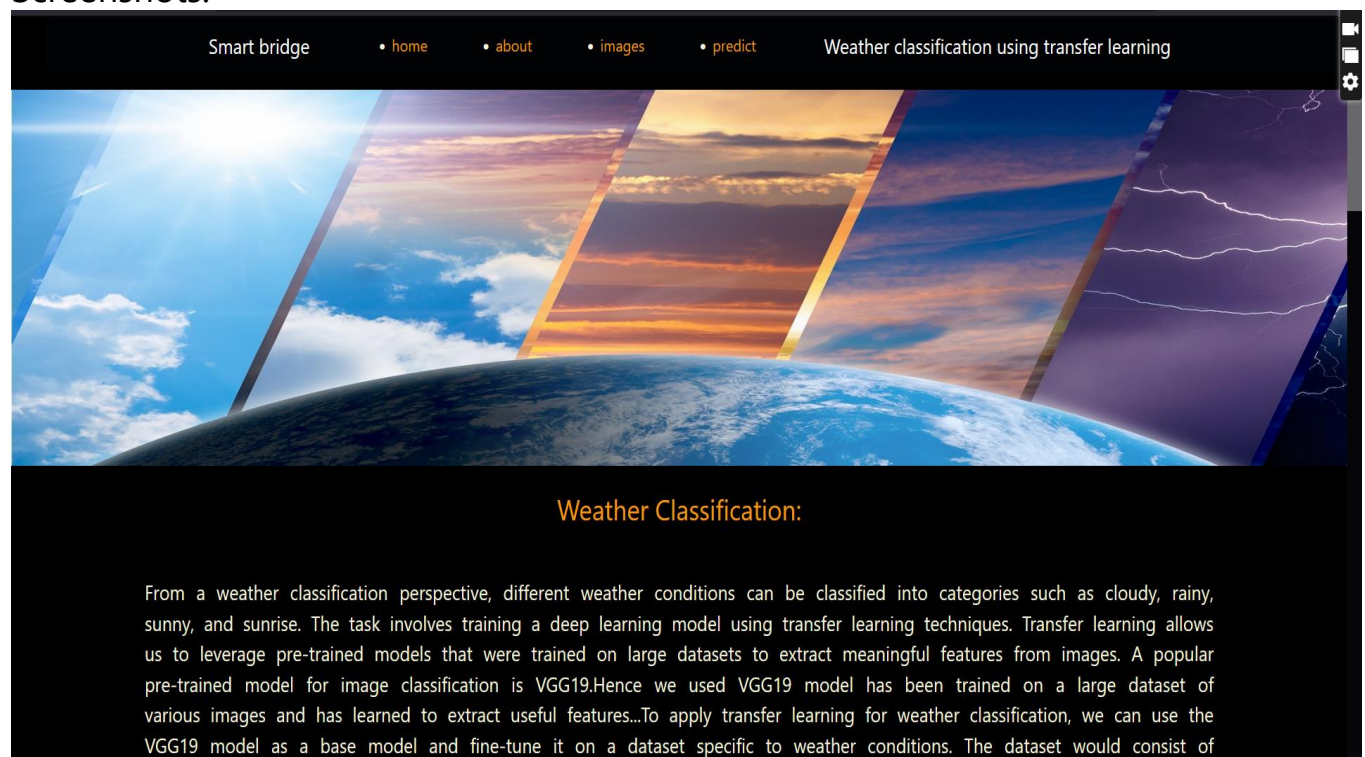 Screenshots:
Smart bridge • home • about • images • predict Weather classification using transfer learning
Weather Classification:
From a weather classification perspective, different weather conditions can be classified into categories such as cloudy, rainy,
sunny, and sunrise. The task involves training a deep learning model using transfer learning techniques. Transfer learning allows
us to leverage pre-trained models that were trained on large datasets to extract meaningful features from images. A popular
pre-trained model for image classification is VGG19.Hence we used VGG19 model has been trained on a large dataset of
various images and has learned to extract useful features...To apply transfer learning for weather classification, we can use the
VGG19 model as a base model and fine-tune it on a dataset specific to weather conditions. The dataset would consist of